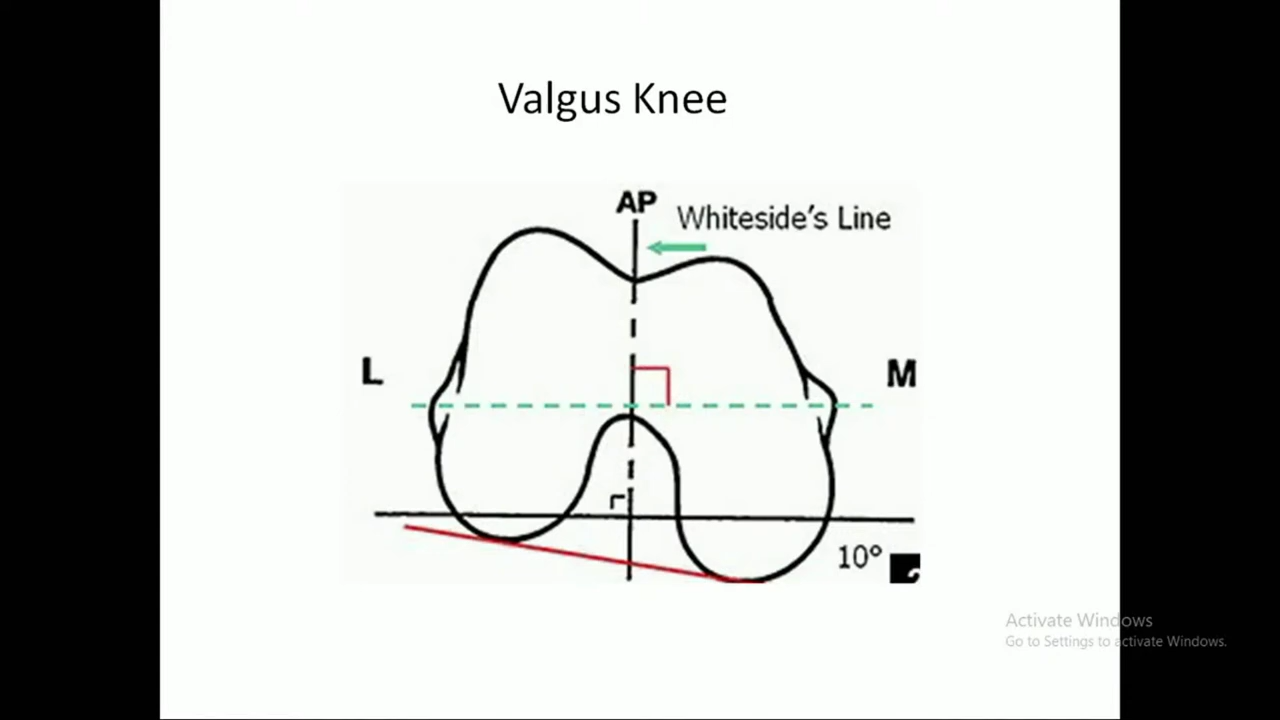 Valgus Knee
AP
Whiteside's Line
L
M
10°
Activate Windows
Go to Settings to activate Windows.